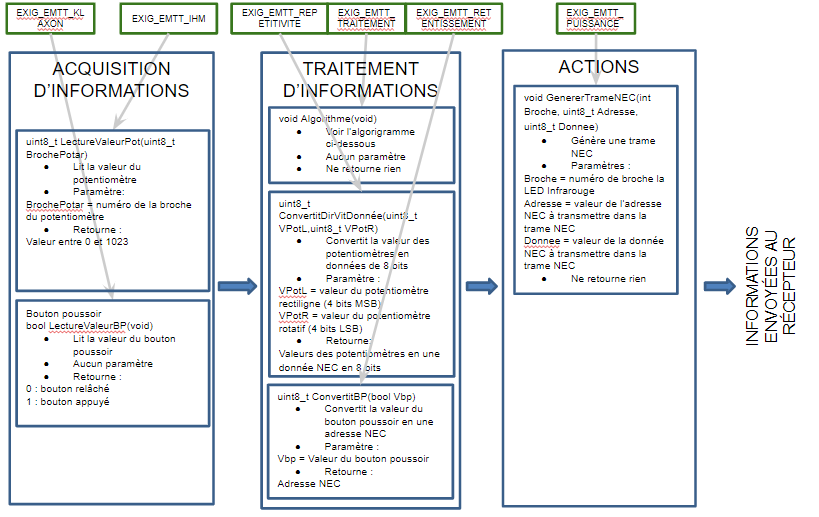 EXIG_EMTT_KL
AXON
EXIG_EMTT_IHM
EXIG_EMTT_REP
ETITIVITE
EXIG_EMTT_
TRAITEMENT
EXIG_EMTT_RET
ENTISSEMENT
EXIG_EMTT_
PUISSANCE
ACQUISITION
D’INFORMATIONS
uint8_t LectureValeurPot(uint8_t
BrochePotar)
● Lit la valeur du
potentiomètre
● Paramètre:
BrochePotar = numéro de la broche
du potentiomètre
● Retourne :
Valeur entre 0 et 1023
Bouton poussoir
bool LectureValeurBP(void)
● Lit la valeur du bouton
poussoir
● Aucun paramètre
● Retourne :
0 : bouton relâché
1 : bouton appuyé
TRAITEMENT
D’INFORMATIONS
void Algorithme(void)
● Voir l’algorigramme
ci-dessous
● Aucun paramètre
● Ne retourne rien
uint8_t
ConvertitDirVitDonnée(uint8_t
VPotL,uint8_t VPotR)
● Convertit la valeur des
potentiomètres en
données de 8 bits
● Paramètre :
VPotL = valeur du potentiomètre
rectiligne (4 bits MSB)
VPotR = valeur du potentiomètre
rotatif (4 bits LSB)
● Retourne:
Valeurs des potentiomètres en une
donnée NEC en 8 bits
uint8_t ConvertitBP(bool Vbp)
● Convertit la valeur du
bouton poussoir en une
adresse NEC
● Paramètre :
Vbp = Valeur du bouton poussoir
● Retourne :
Adresse NEC
ACTIONS
void GenererTrameNEC(int
Broche, uint8_t Adresse,
uint8_t Donnee)
● Génère une trame
NEC
● Paramètres :
Broche = numéro de broche la
LED Infrarouge
Adresse = valeur de l'adresse
NEC à transmettre dans la
trame NEC
Donnee = valeur de la donnée
NEC à transmettre dans la
trame NEC
● Ne retourne rien
INFORMATIONS
ENVOYÉES AU
RÉCEPTEUR